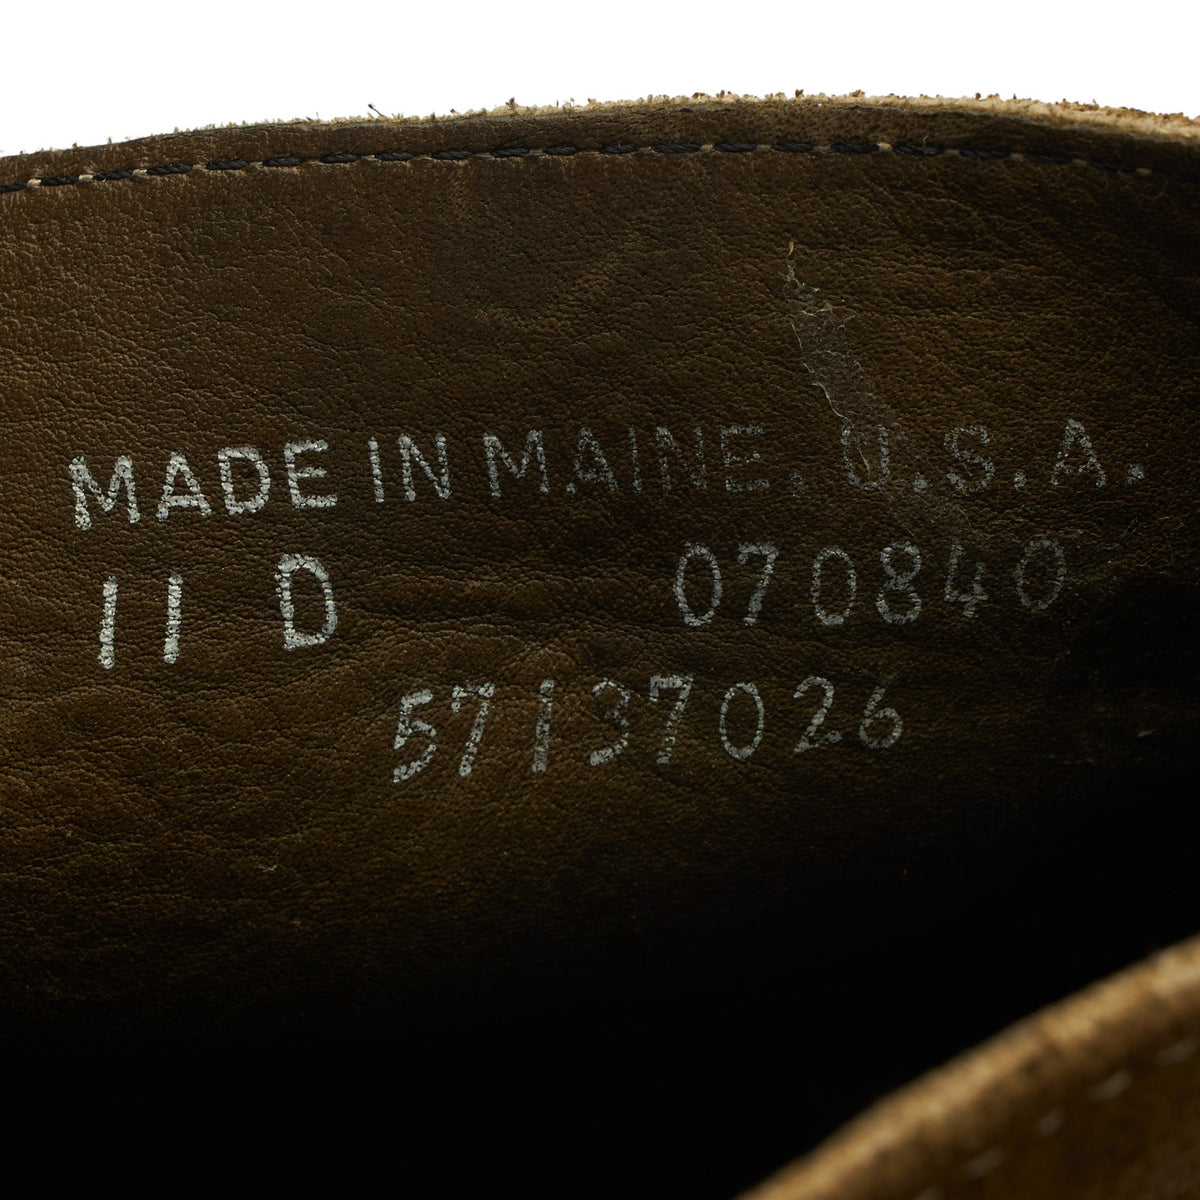 MADE IN MAINE, U.S.A.
11 D 070840
57137026